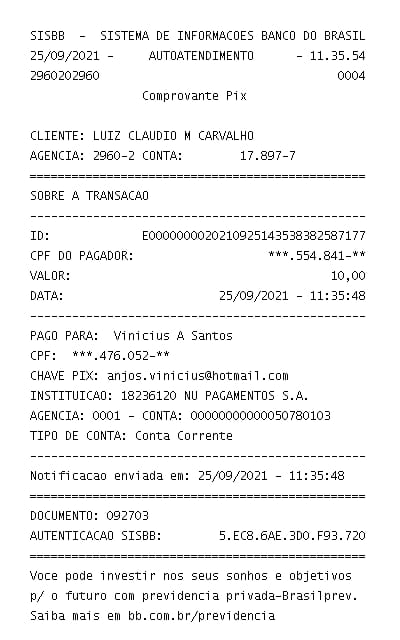 SISBB - SISTEMA DE INFORMACOES BANCO DO BRASIL
25/09/2021 - AUTOATENDIMENTO - 11.35.54
2960202960 0004
Comprovante Pix
CLIENTE: LUIZ CLAUDIO M CARVALHO
AGENCIA: 2960-2 CONTA: 17.897-7
================================================
SOBRE A TRANSACAO
------------------------------------------------
ID: E00000000202109251435383825871​77
CPF DO PAGADOR: ***.554.841-**
VALOR: 10,00
DATA: 25/09/2021 - 11:35:48
------------------------------------------------
PAGO PARA: Vinicius A Santos
CPF: ***.476.052-**
CHAVE PIX: anjos.vinicius@hotmail.com
INSTITUICAO: 18236120 NU PAGAMENTOS S.A.
AGENCIA: 0001 - CONTA: 00000000000050780103
TIPO DE CONTA: Conta Corrente
------------------------------------------------
Notificacao enviada em: 25/09/2021 - 11:35:48
================================================
DOCUMENTO: 092703
AUTENTICACAO SISBB: 5.EC8.6AE.3D0.F93.720
================================================
Voce pode investir nos seus sonhos e objetivos
p/ o futuro com previdencia privada-Brasilprev.
Saiba mais em bb.com.br/previdencia